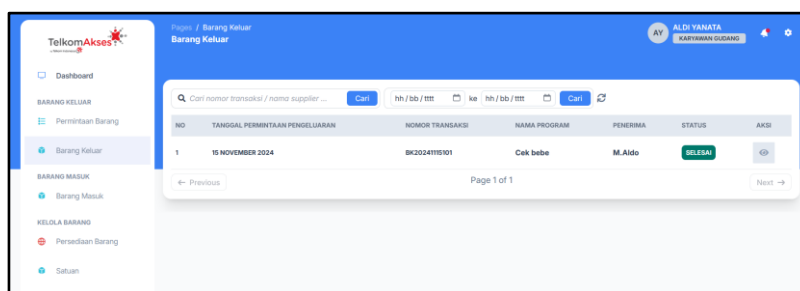 TelkomAkses
Dashboard
BARANG KELUAR
Permintaan Barang
Barang Keluar
BARANG MASUK
Barang Masuk
KELOLA BARANG
Persediaan Barang
Satuan
Pages / Barang Keluar
Barang Keluar
AY
ALDI YANATA
KARYAWAN GUDANG
Cari nomor transaksi / nama supplier ... Cari hh / bb / tttt ke hh / bb / tttt Cari
NO TANGGAL PERMINTAAN PENGELUARAN NOMOR TRANSAKSI NAMA PROGRAM PENERIMA STATUS AKSI
1 15 NOVEMBER 2024 BK20241115101 Cek bebe M.Aldo SELESAI
← Previous Page 1 of 1 Next →